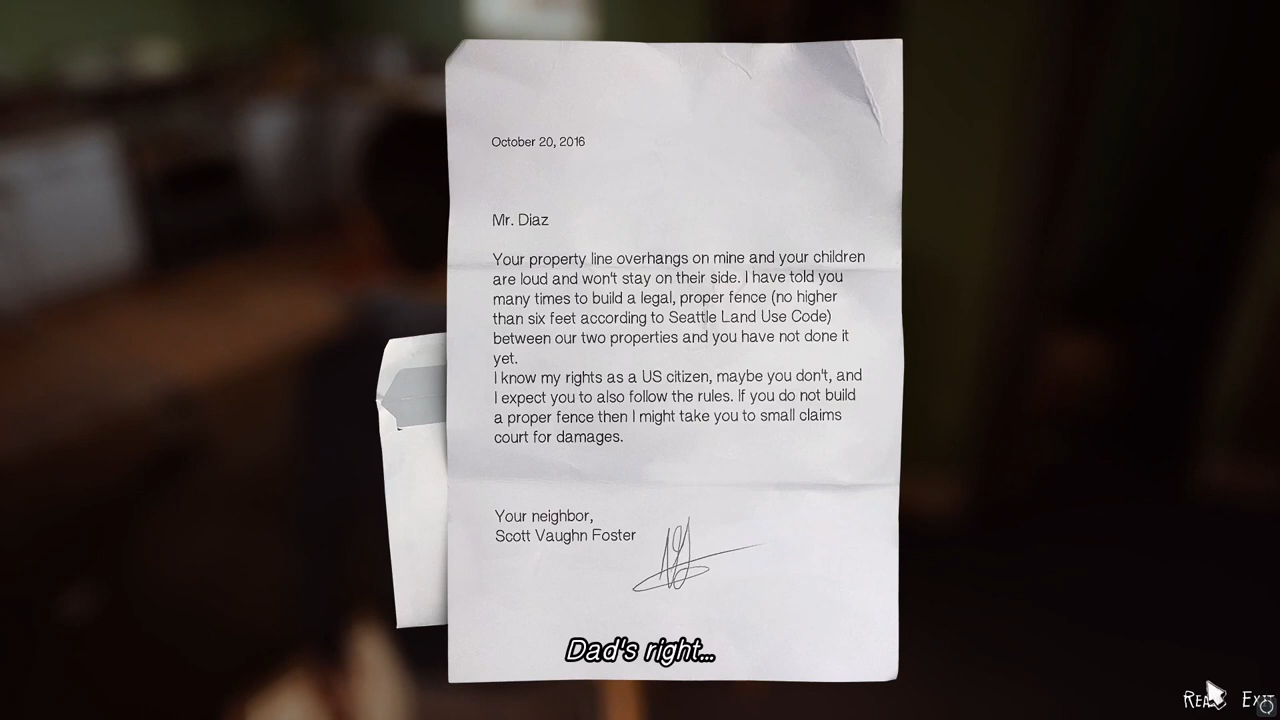 October 20, 2016
Mr. Diaz
Your property line overhangs on mine and your children
are loud and won't stay on their side. I have told you
many times to build a legal, proper fence (no higher
than six feet according to Seattle Land Use Code)
between our two properties and you have not done it
yet.
I know my rights as a US citizen, maybe you don't, and
I expect you to also follow the rules. If you do not build
a proper fence then I might take you to small claims
court for damages.
Your neighbor,
Scott Vaughn Foster
Dad's right...